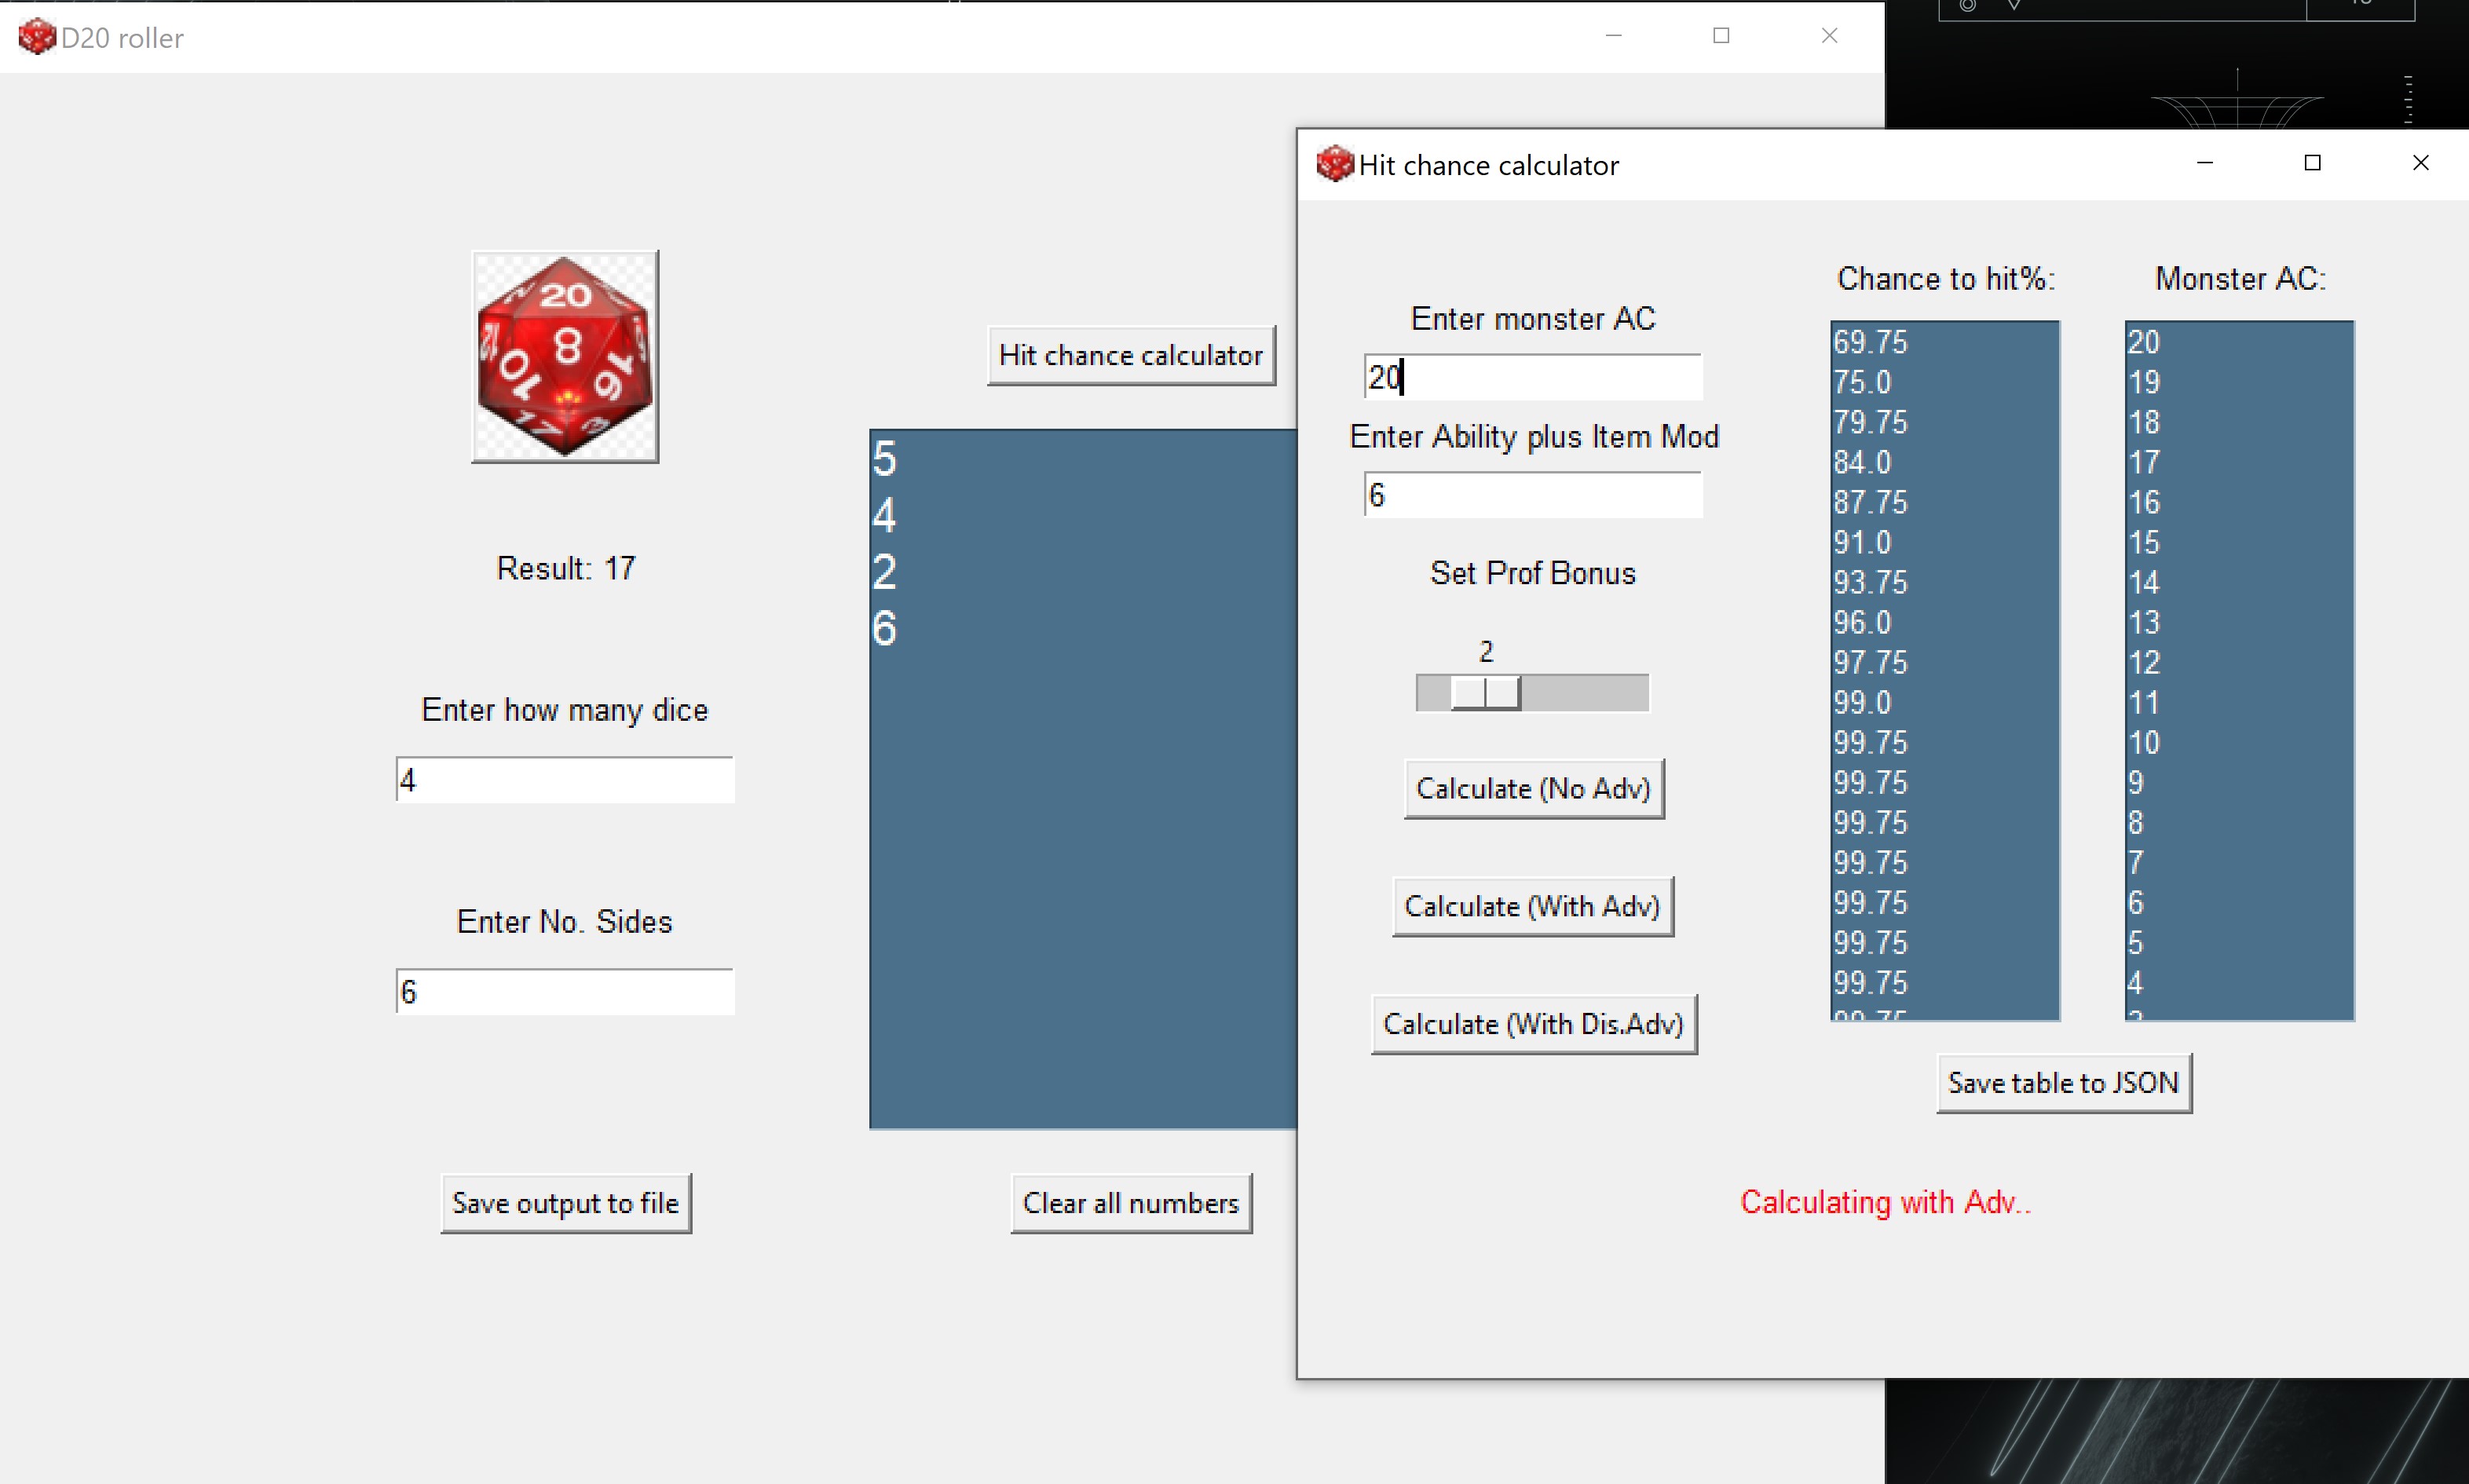 D20 roller
20
8
10
16
17
3
Result: 17
Enter how many dice
4
Enter No. Sides
6
Save output to file
Hit chance calculator
5
4
2
6
Clear all numbers
Hit chance calculator
Enter monster AC
20
Enter Ability plus Item Mod
6
Set Prof Bonus
2
Calculate (No Adv)
Calculate (With Adv)
Calculate (With Dis.Adv)
Chance to hit%:
69.75
75.0
79.75
84.0
87.75
91.0
93.75
96.0
97.75
99.0
99.75
99.75
99.75
99.75
99.75
99.75
99.75
Monster AC:
20
19
18
17
16
15
14
13
12
11
10
9
8
7
6
5
4
Save table to JSON
Calculating with Adv..